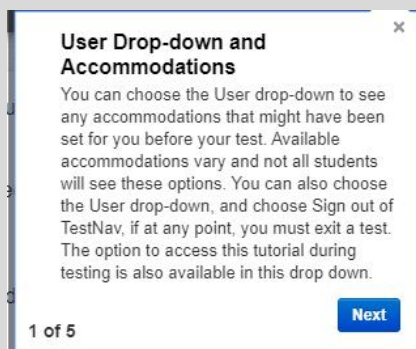 User Drop-down and
Accommodations
You can choose the User drop-down to see
any accommodations that might have been
set for you before your test. Available
accommodations vary and not all students
will see these options. You can also choose
the User drop-down, and choose Sign out of
TestNav, if at any point, you must exit a test.
The option to access this tutorial during
testing is also available in this drop down.
Next
1 of 5